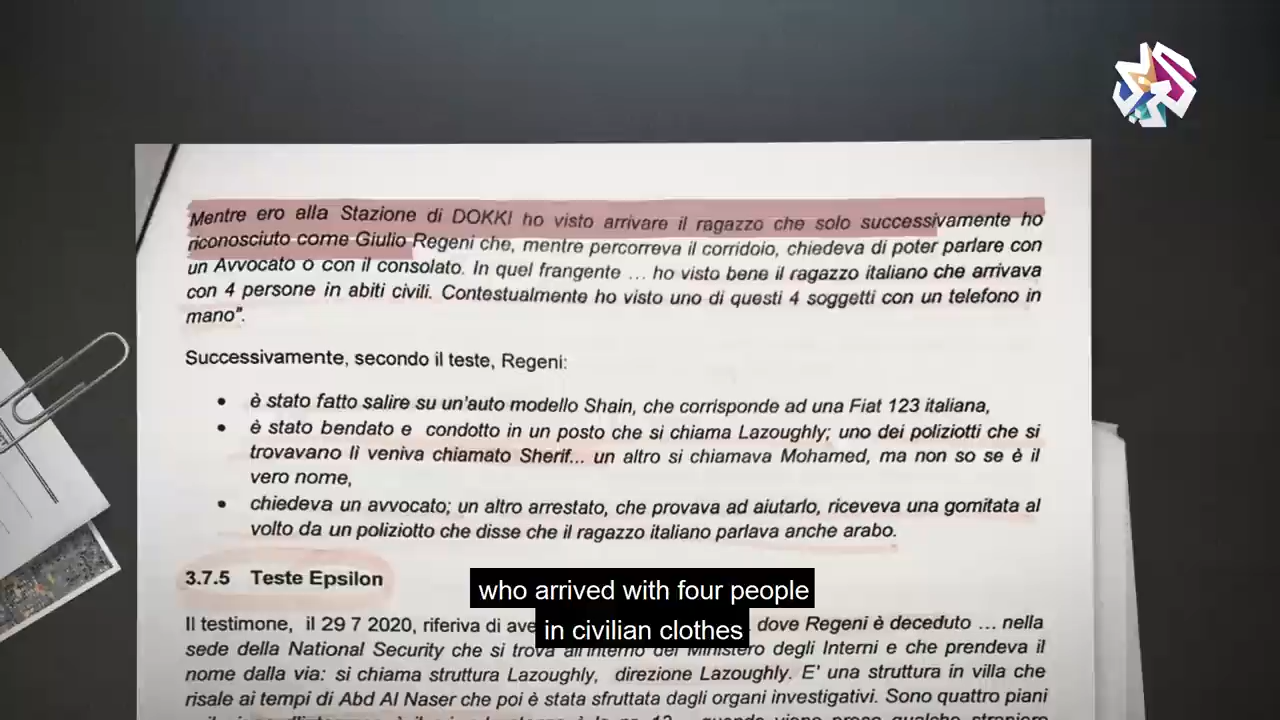 Mentre ero alla Stazione di DOKKI ho visto arrivare il ragazzo che solo successivamente ho
riconosciuto come Giulio Regeni che, mentre percorreva il corridoio, chiedeva di poter parlare con
un Avvocato o con il consolato. In quel frangente ... ho visto bene il ragazzo italiano che arrivava
con 4 persone in abiti civili. Contestualmente ho visto uno di questi 4 soggetti con un telefono in
mano".
Successivamente, secondo il teste, Regeni:
• è stato fatto salire su un'auto modello Shain, che corrisponde ad una Fiat 123 italiana,
• è stato bendato e condotto in un posto che si chiama Lazoughly; uno dei poliziotti che si
trovavano lì veniva chiamato Sherif... un altro si chiamava Mohamed, ma non so se è il
vero nome,
• chiedeva un avvocato; un altro arrestato, che provava ad aiutarlo, riceveva una gomitata al
volto da un poliziotto che disse che il ragazzo italiano parlava anche arabo.
3.7.5 Teste Epsilon
who arrived with four people
in civilian clothes
Il testimone, il 29 7 2020, riferiva di ave dove Regeni è deceduto ... nella
sede della National Security che si trova all'interno del Ministero degli Interni e che prendeva il
nome dalla via: si chiama struttura Lazoughly, direzione Lazoughly. E' una struttura in villa che
risale ai tempi di Abd Al Naser che poi è stata sfruttata dagli organi investigativi. Sono quattro piani